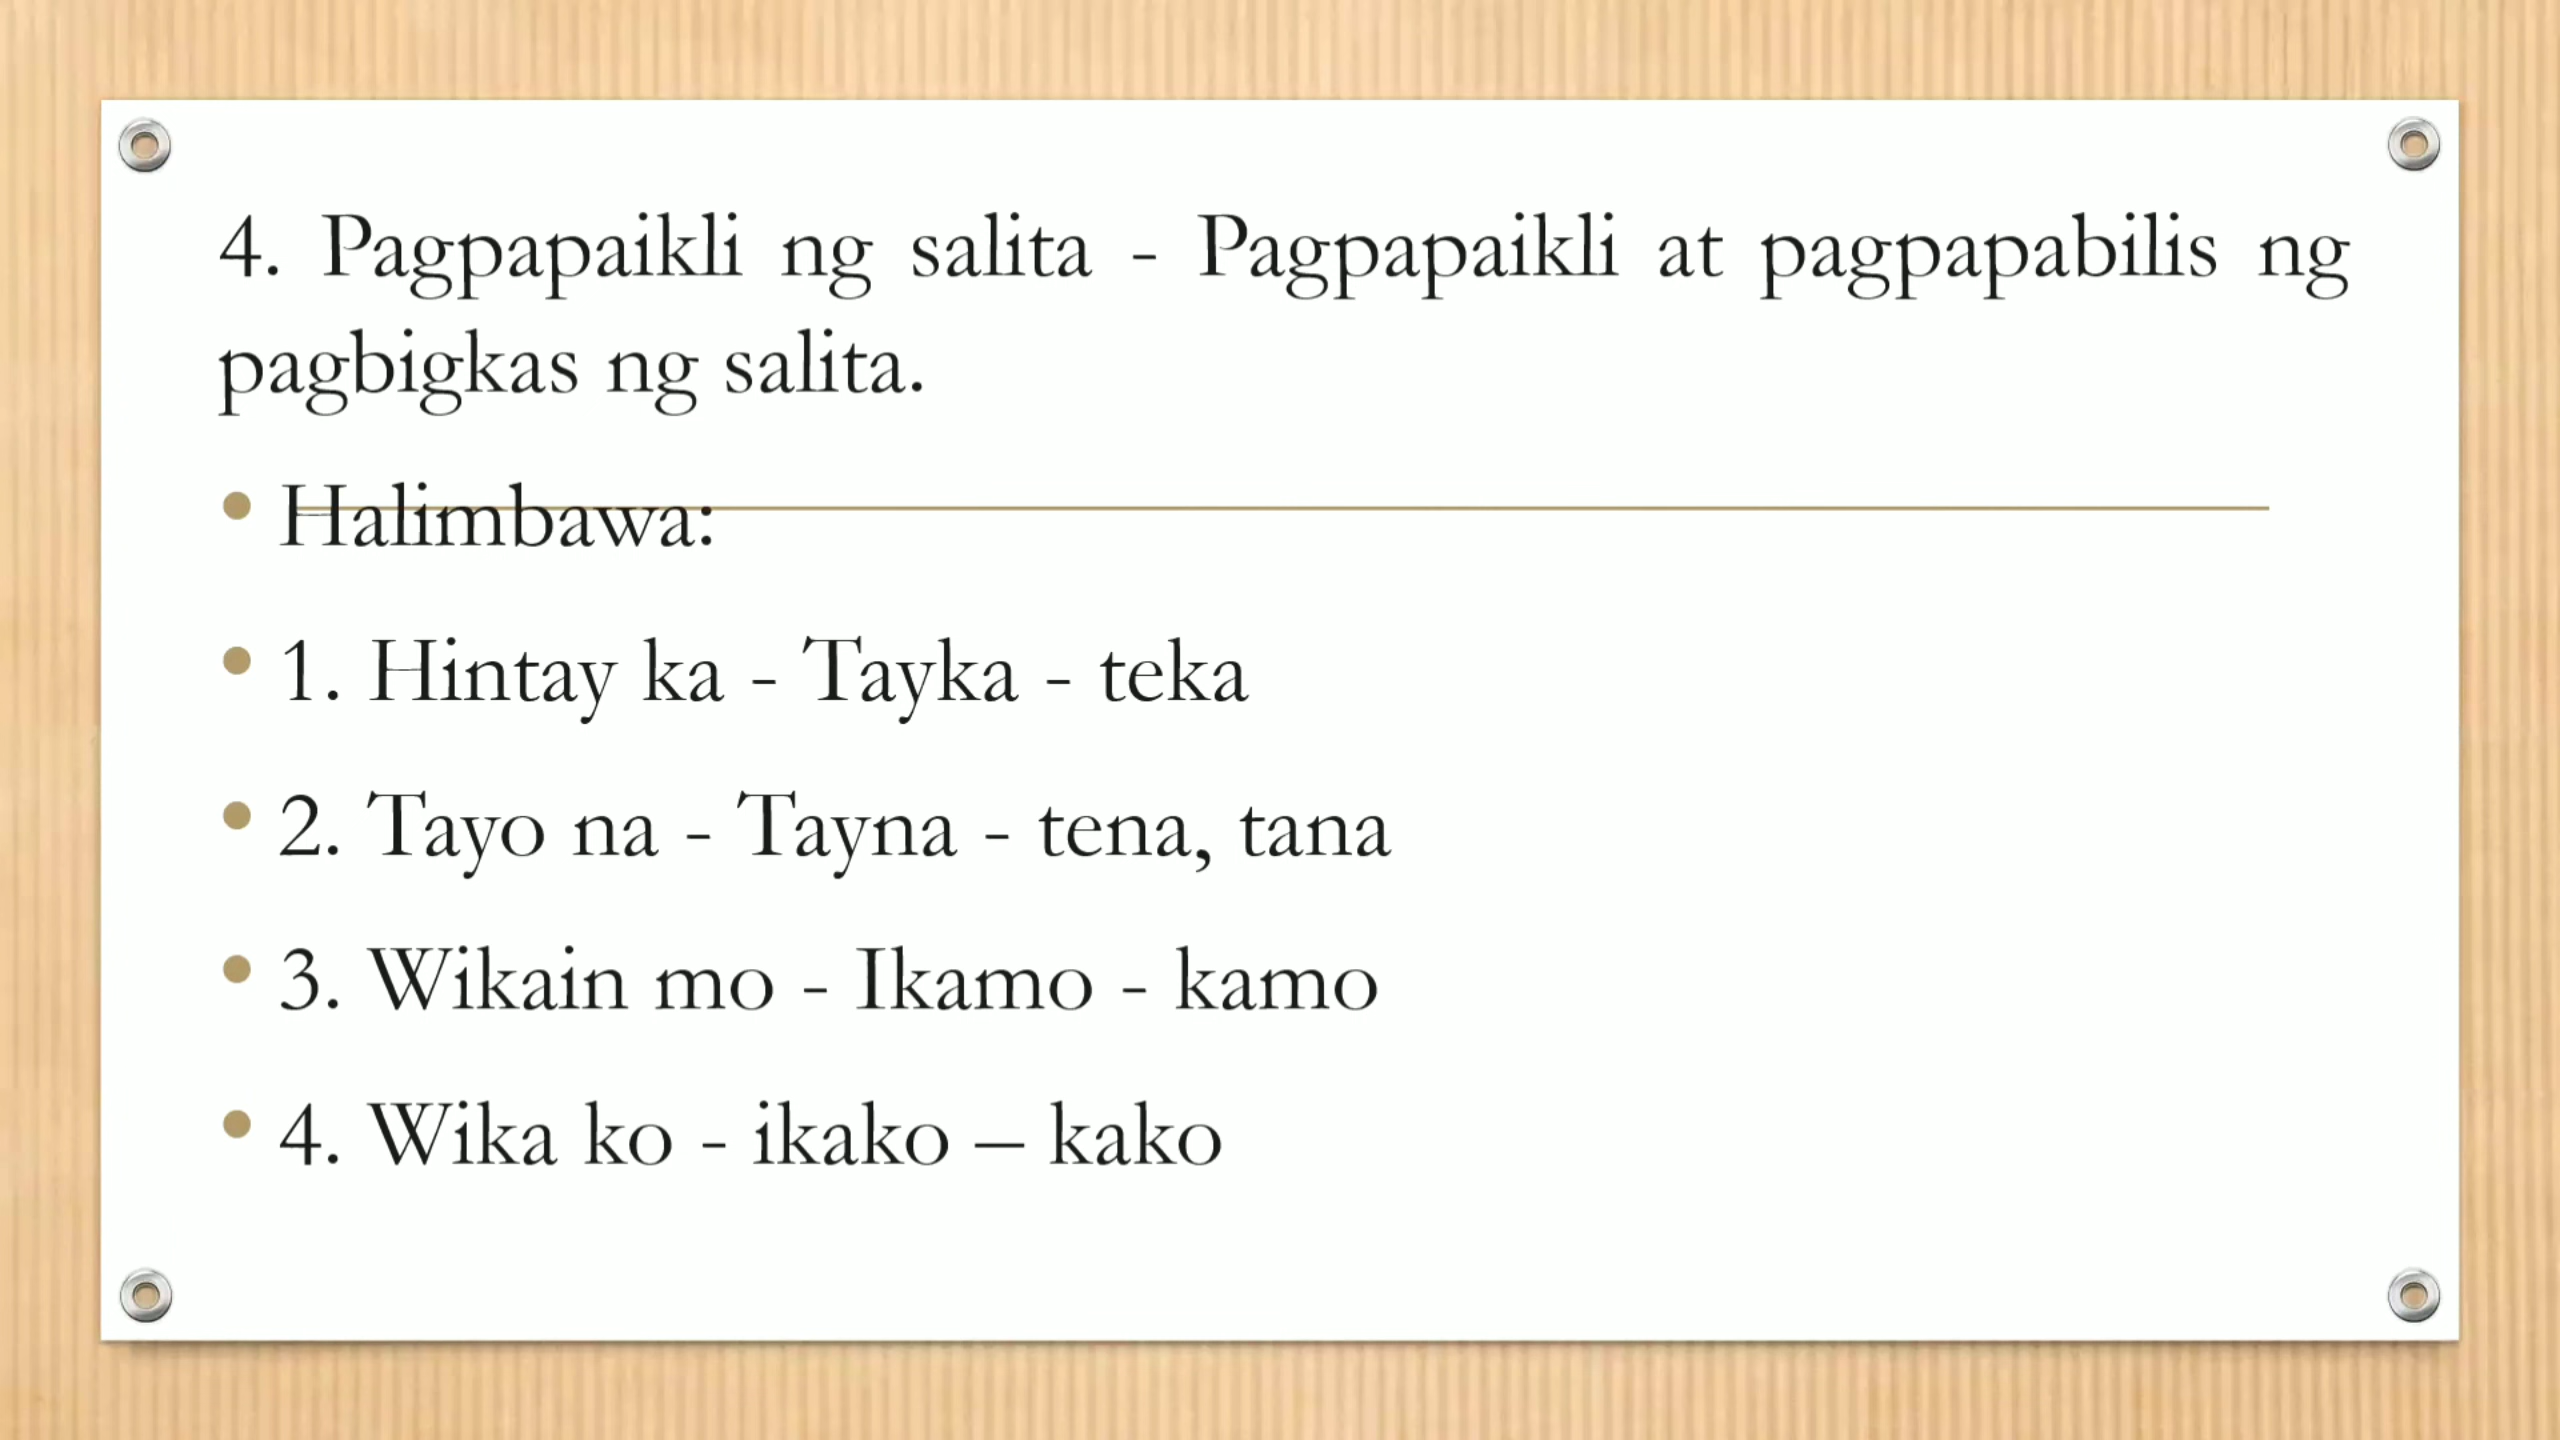 4. Pagpapaikli ng salita - Pagpapaikli at pagpapabilis ng
pagbigkas ng salita.
• Halimbawa:
• 1. Hintay ka - Tayka - teka
• 2. Tayo na - Tayna - tena, tana
• 3. Wikain mo - Ikamo - kamo
• 4. Wika ko - ikako – kako